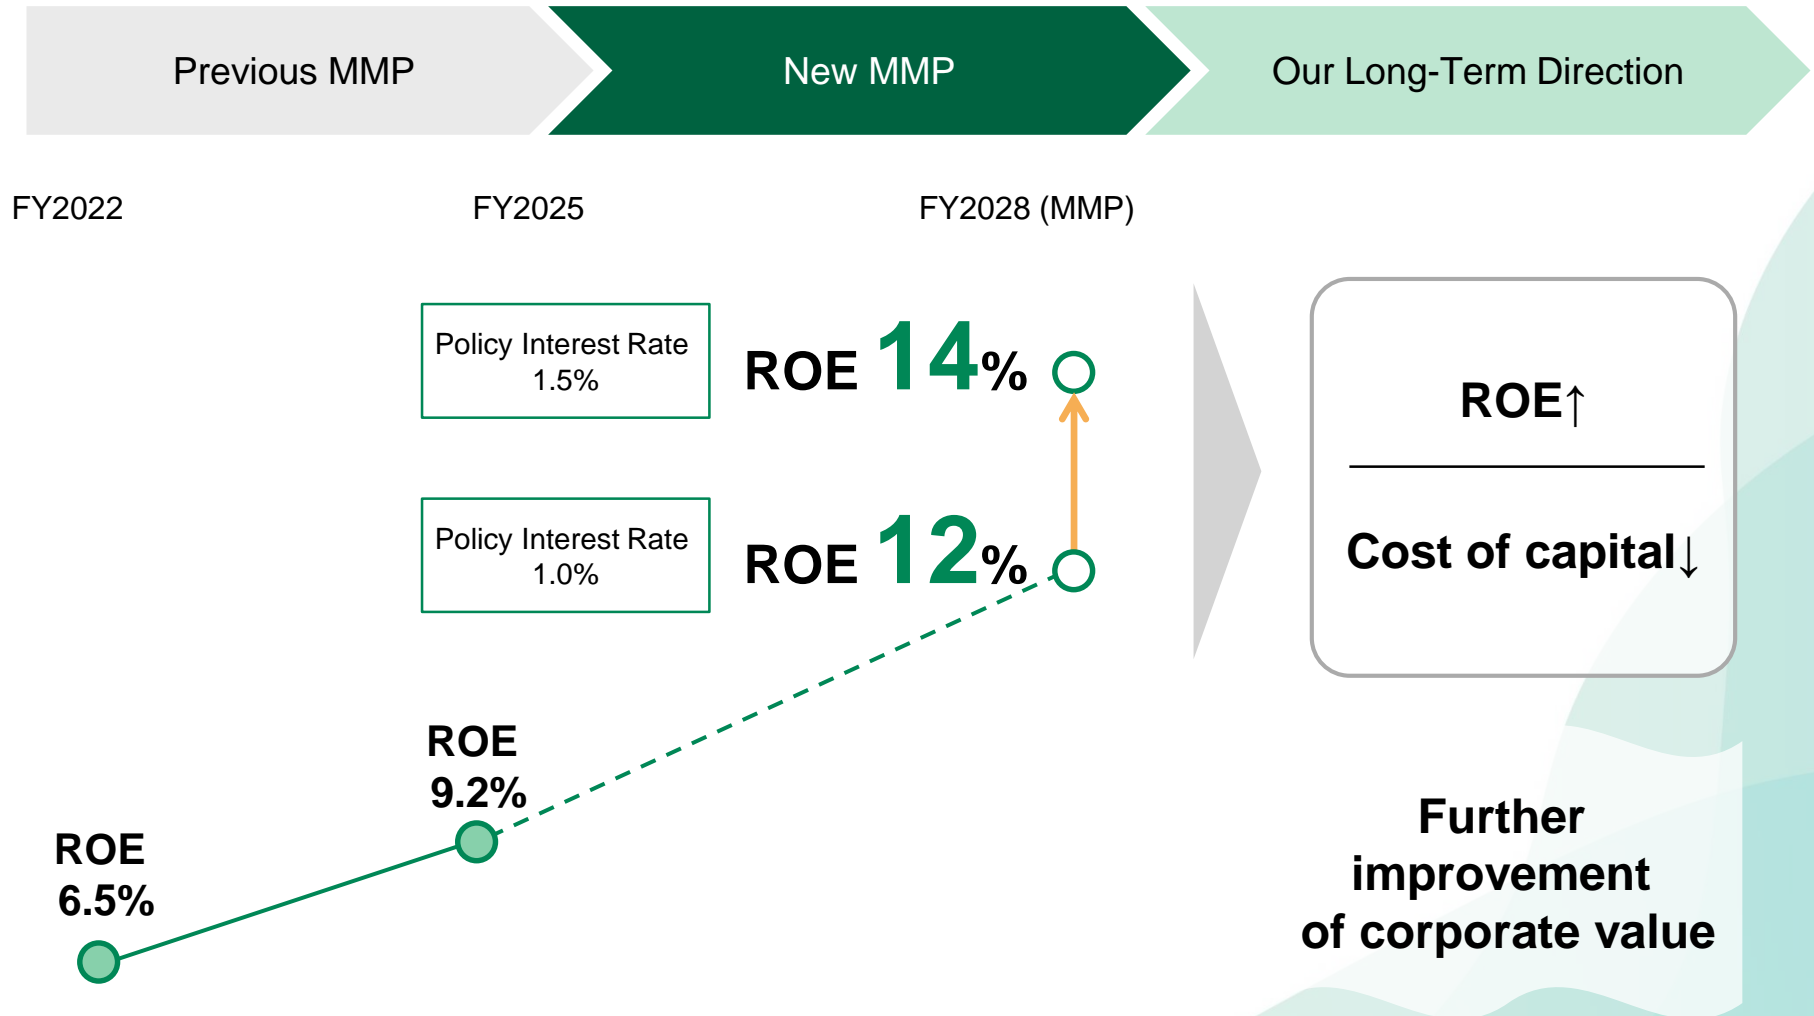 Previous MMP
New MMP
Our Long-Term Direction
FY2022
FY2025
FY2028 (MMP)
Policy Interest Rate
1.5%
ROE 14%
Policy Interest Rate
1.0%
ROE 12%
ROE
9.2%
ROE
6.5%
ROE↑
Cost of capital↓
Further
improvement
of corporate value